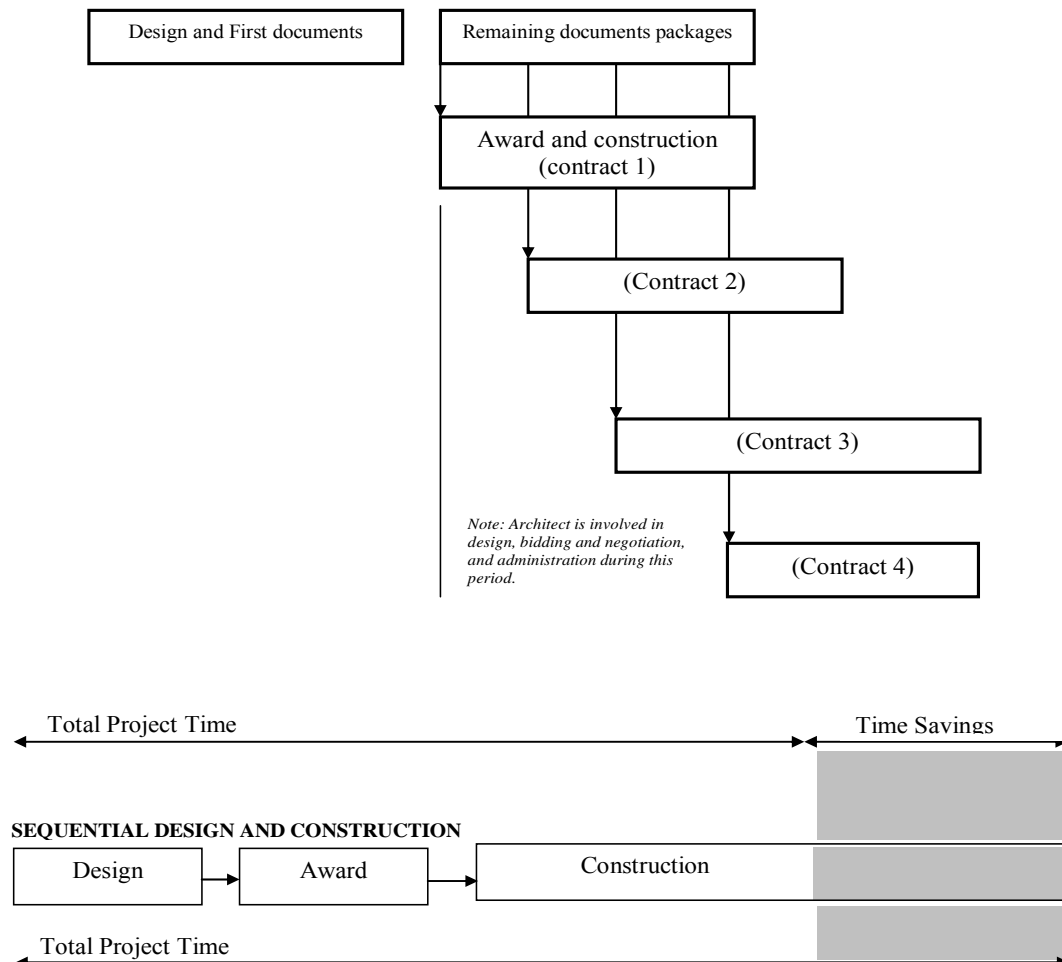 Design and First documents
Remaining documents packages
Award and construction
(contract 1)
(Contract 2)
(Contract 3)
Note: Architect is involved in
design, bidding and negotiation,
and administration during this
period.
(Contract 4)
Total Project Time
Time Savings
SEQUENTIAL DESIGN AND CONSTRUCTION
Design
Award
Construction
Total Project Time